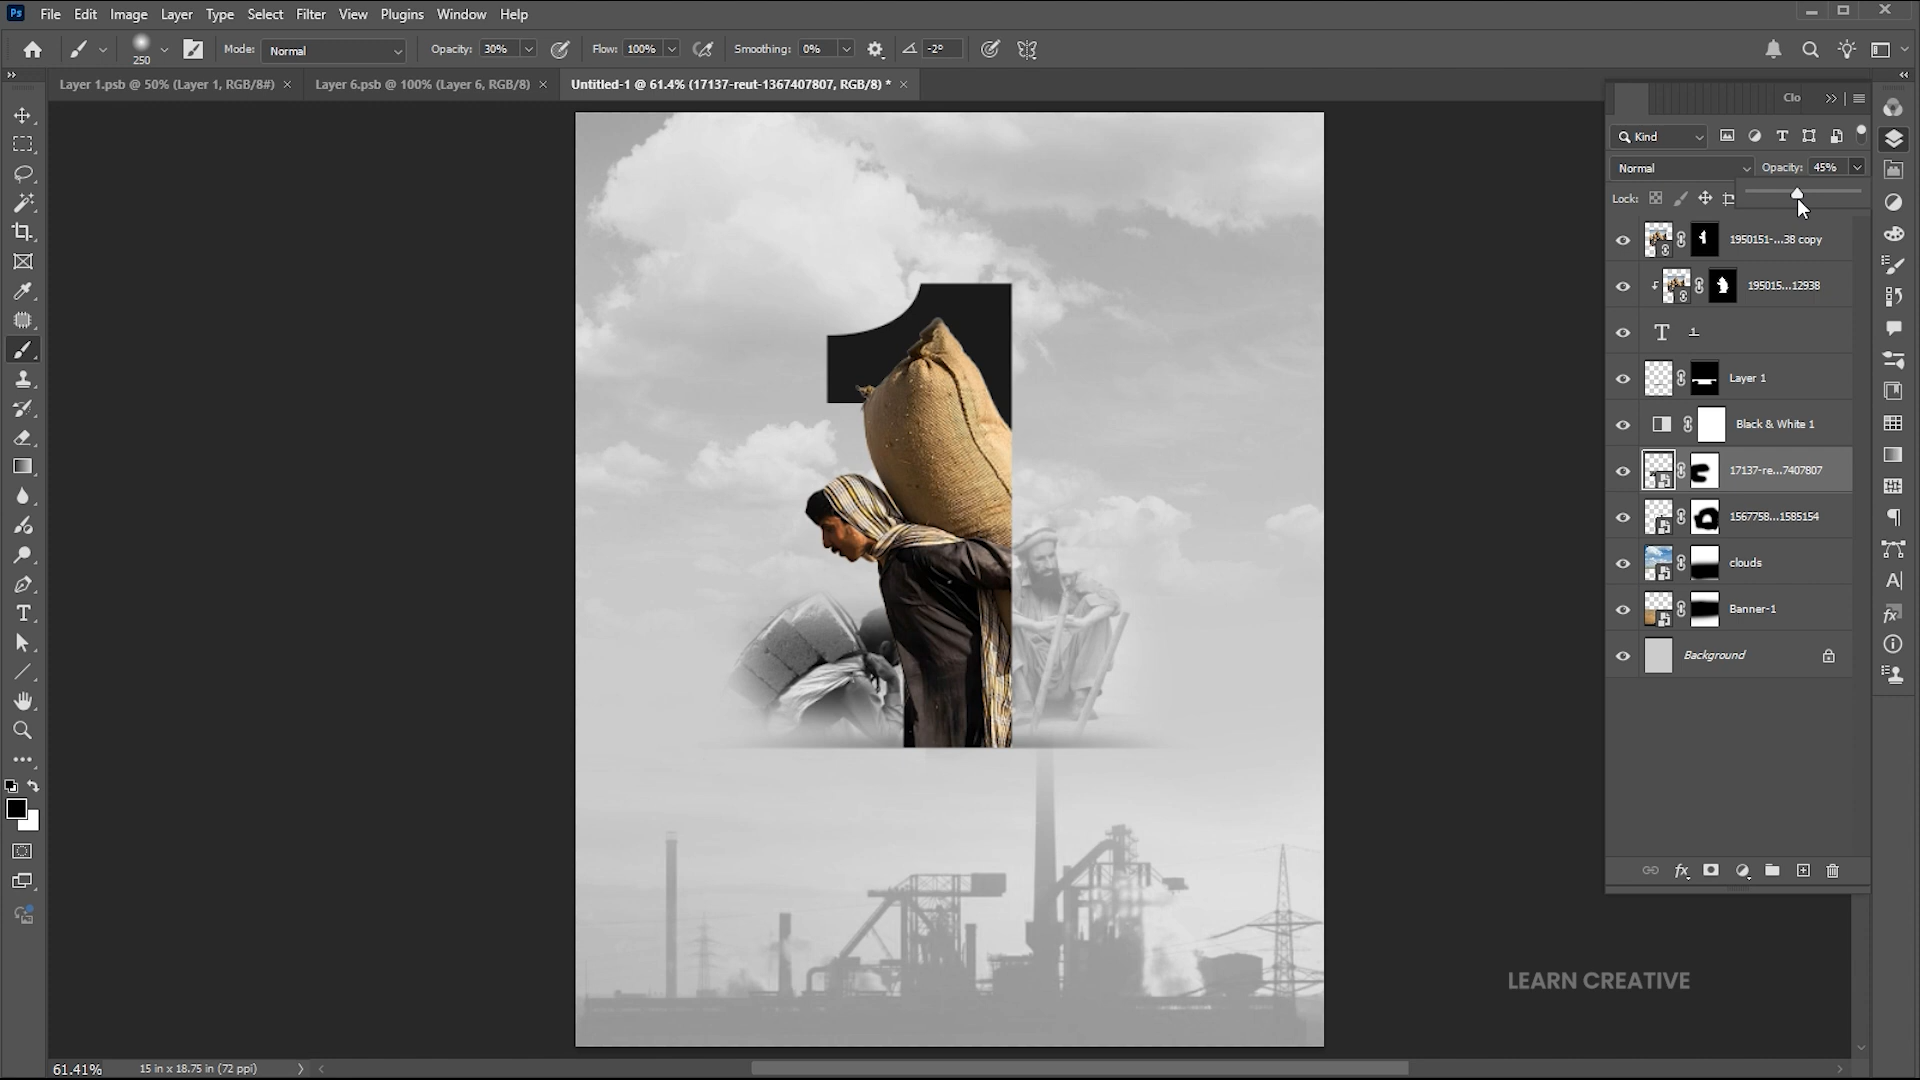 Ps File Edit Image Layer Type Select Filter View Plugins Window Help
250 Mode: Normal Opacity: 30% Flow: 100% Smoothing: 0% -2°
Layer 1.psb @ 50% (Layer 1, RGB/8#) × Layer 6.psb @ 100% (Layer 6, RGB/8) × Untitled-1 @ 61.4% (17137-reut-1367407807, RGB/8) * ×
Clo
Kind
Normal Opacity: 45%
Lock:
1950151-...38 copy
195015...12938
T 1
Layer 1
Black & White 1
17137-re...7407807
1567758...1585154
clouds
Banner-1
Background
1
LEARN CREATIVE
61.41% 15 in x 18.75 in (72 ppi)